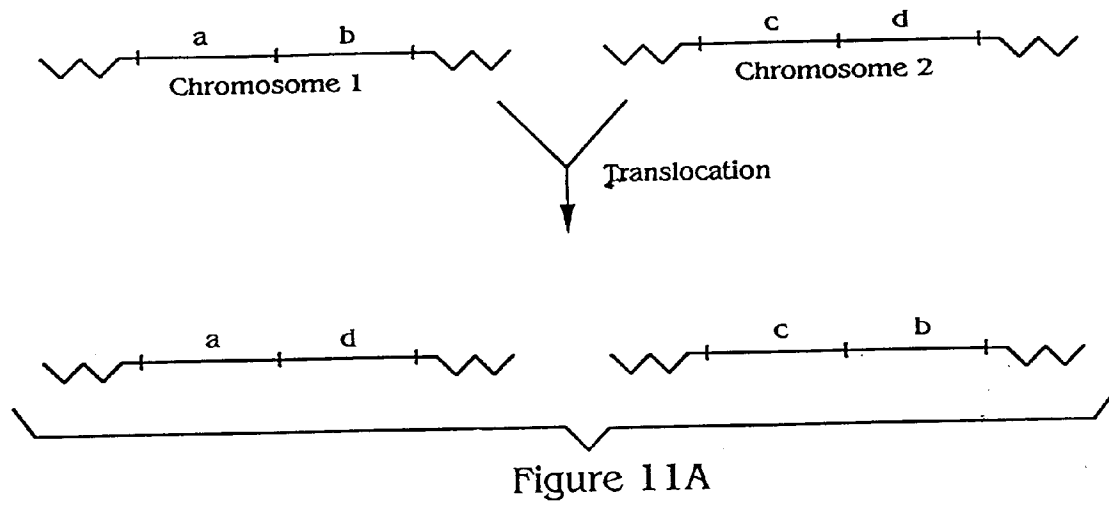 a b c d
Chromosome 1 Chromosome 2
Translocation
a d c b
Figure 11A